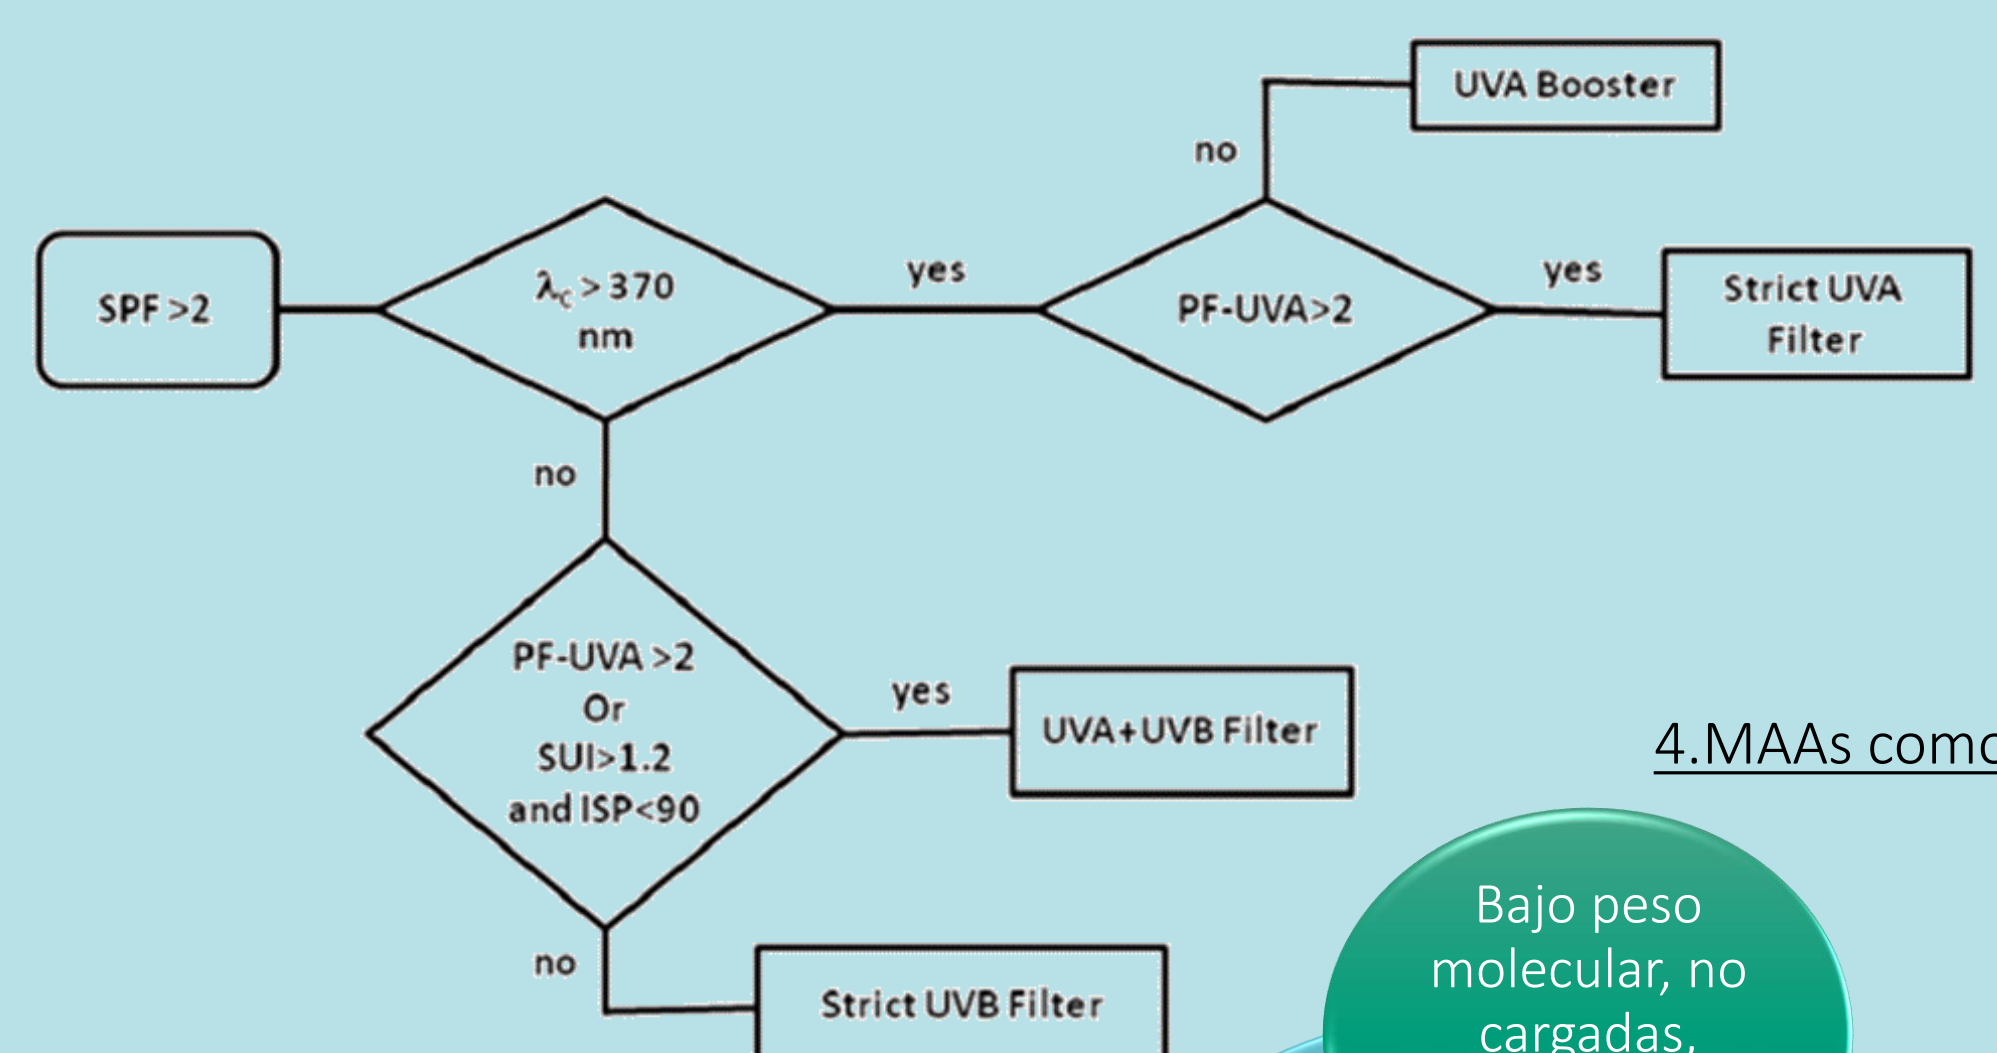 UVA Booster
no
SPF >2
λc > 370
nm
yes
PF-UVA>2
yes
Strict UVA
Filter
no
PF-UVA >2
Or
SUI>1.2
and ISP<90
yes
UVA+UVB Filter
no
Strict UVB Filter
4.MAAs como
Bajo peso
molecular, no
cargadas,